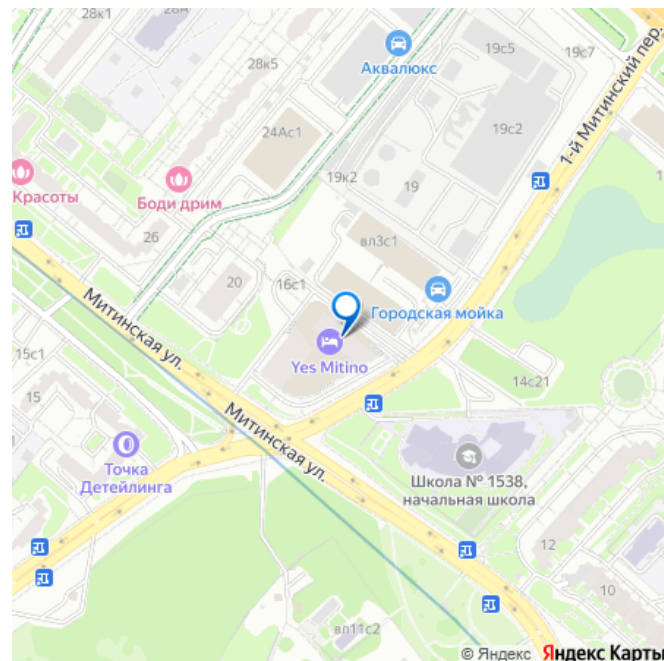 28к1
19с5
19с7
Аквалюкс
28к5
1-й Митинский пер.
24Ас1
19с2
19к2
19
Красоты
Боди дрим
26
вл3с1
20
16с1
Городская мойка
Митинская ул.
Yes Mitino
15с1
14с21
15
Митинская ул.
Точка
Детейлинга
Школа № 1538,
начальная школа
12
10
вл11с2
© Яндекс Яндекс Карты